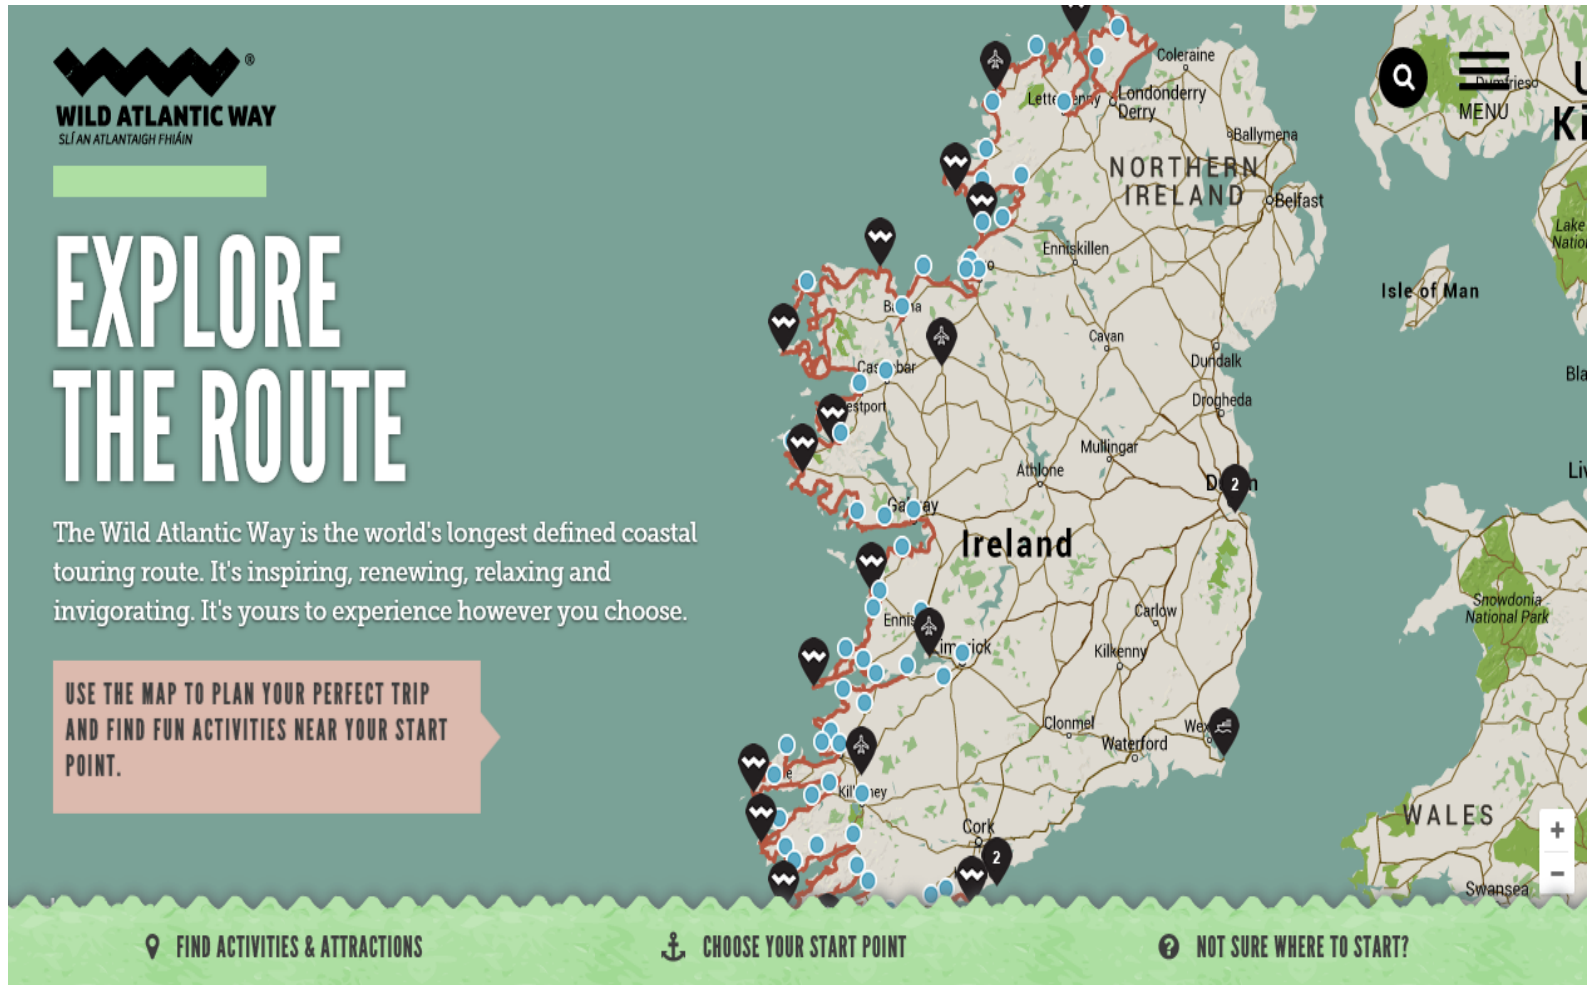 WILD ATLANTIC WAY ®
SLÍ AN ATLANTAIGH FHIÁIN
EXPLORE
THE ROUTE
The Wild Atlantic Way is the world's longest defined coastal
touring route. It's inspiring, renewing, relaxing and
invigorating. It's yours to experience however you choose.
USE THE MAP TO PLAN YOUR PERFECT TRIP
AND FIND FUN ACTIVITIES NEAR YOUR START
POINT.
Coleraine
Londonderry
Derry
Ballymena
NORTHERN
IRELAND
Belfast
Enniskillen
Isle of Man
Cavan
Dundalk
Drogheda
Mullingar
Athlone
2
Ireland
Carlow
Kilkenny
Clonmel
Waterford
Cork
2
Dumfries
MENU
Lake
Snowdonia
National Park
WALES
Swansea
+
−
FIND ACTIVITIES & ATTRACTIONS
CHOOSE YOUR START POINT
NOT SURE WHERE TO START?